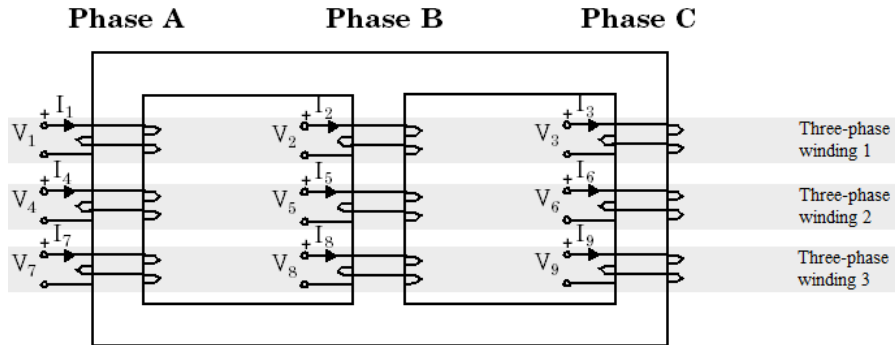 Phase A Phase B Phase C
+ I1 + I2 + I3
V1 V2 V3
Three-phase
winding 1
+ I4 + I5 + I6
V4 V5 V6
Three-phase
winding 2
+ I7 + I8 + I9
V7 V8 V9
Three-phase
winding 3